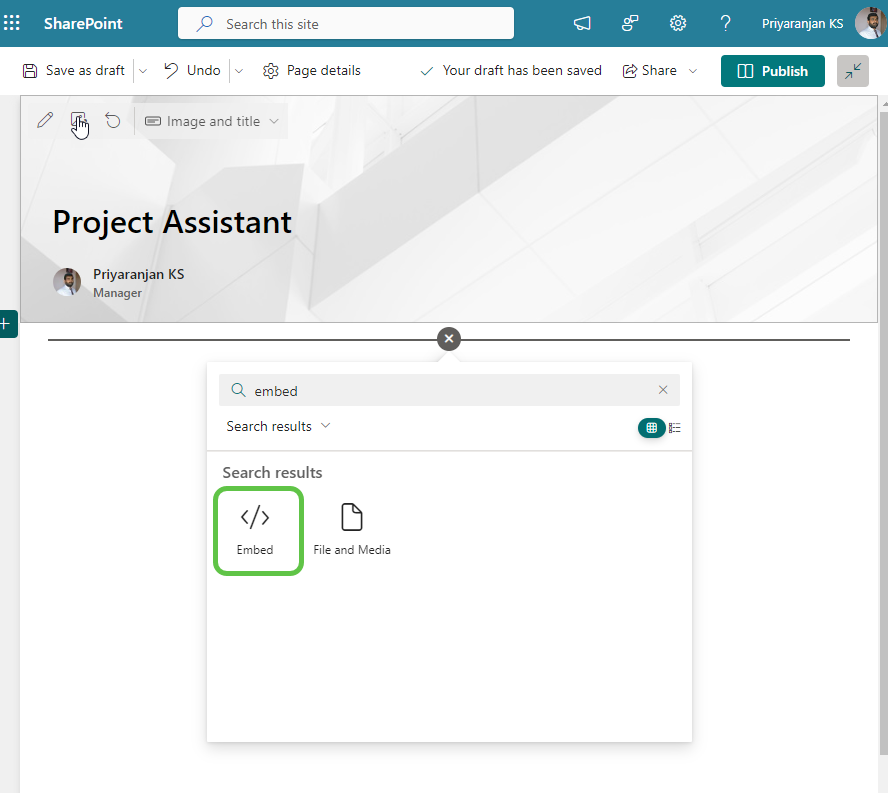 SharePoint
Search this site
Priyaranjan KS
Save as draft
Undo
Page details
Your draft has been saved
Share
Publish
Image and title
Project Assistant
Priyaranjan KS
Manager
embed
Search results
Search results
Embed
File and Media